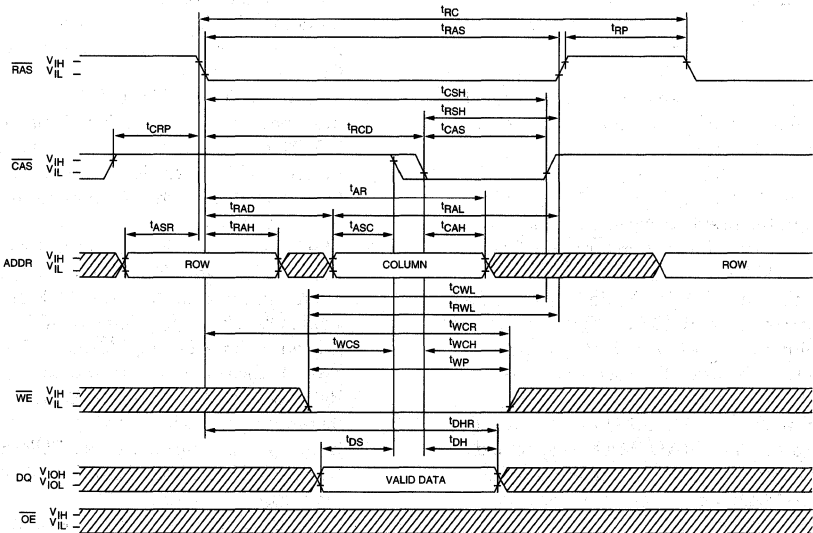 tRC
tRAS
tRP
RAS VIH
VIL
tCSH
tRSH
tCRP
tRCD
tCAS
CAS VIH
VIL
tAR
tRAD
tRAL
tASR
tRAH
tASC
tCAH
ADDR VIH
VIL
ROW
COLUMN
ROW
tCWL
tRWL
tWCR
tWCS
tWCH
tWP
WE VIH
VIL
tDHR
tDS
tDH
DQ VIOH
VIOL
VALID DATA
OE VIH
VIL